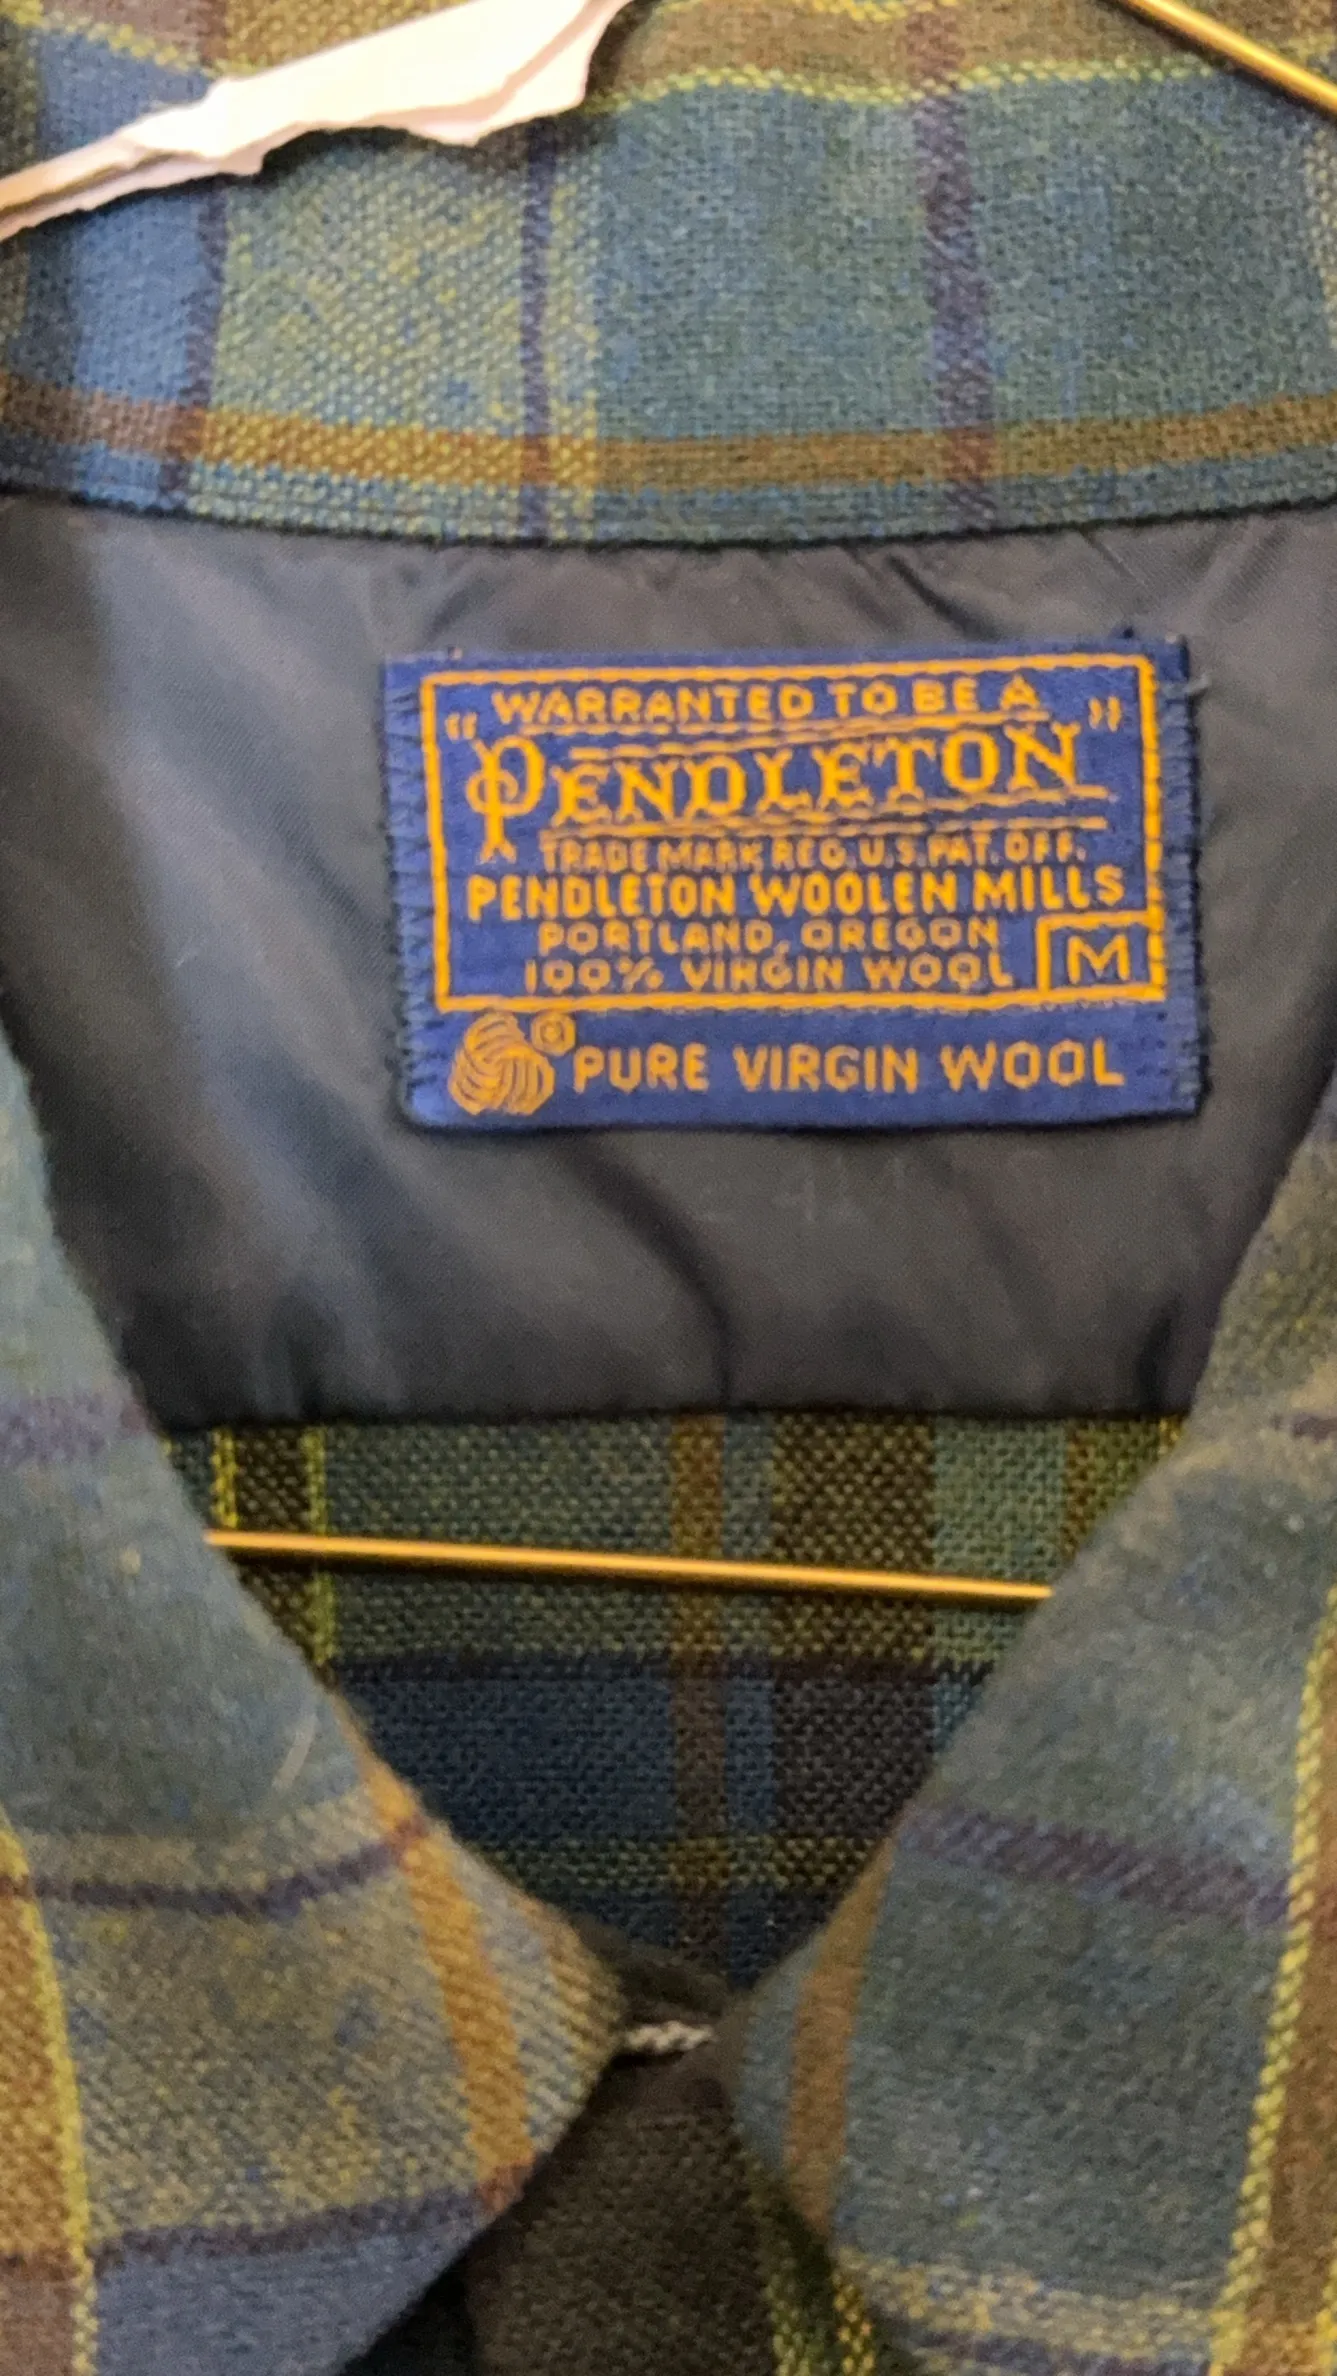 WARRANTED TO BE A
"PENDLETON"
TRADE MARK REG. U.S. PAT. OFF.
PENDLETON WOOLEN MILLS
PORTLAND, OREGON
100% VIRGIN WOOL M
® PURE VIRGIN WOOL